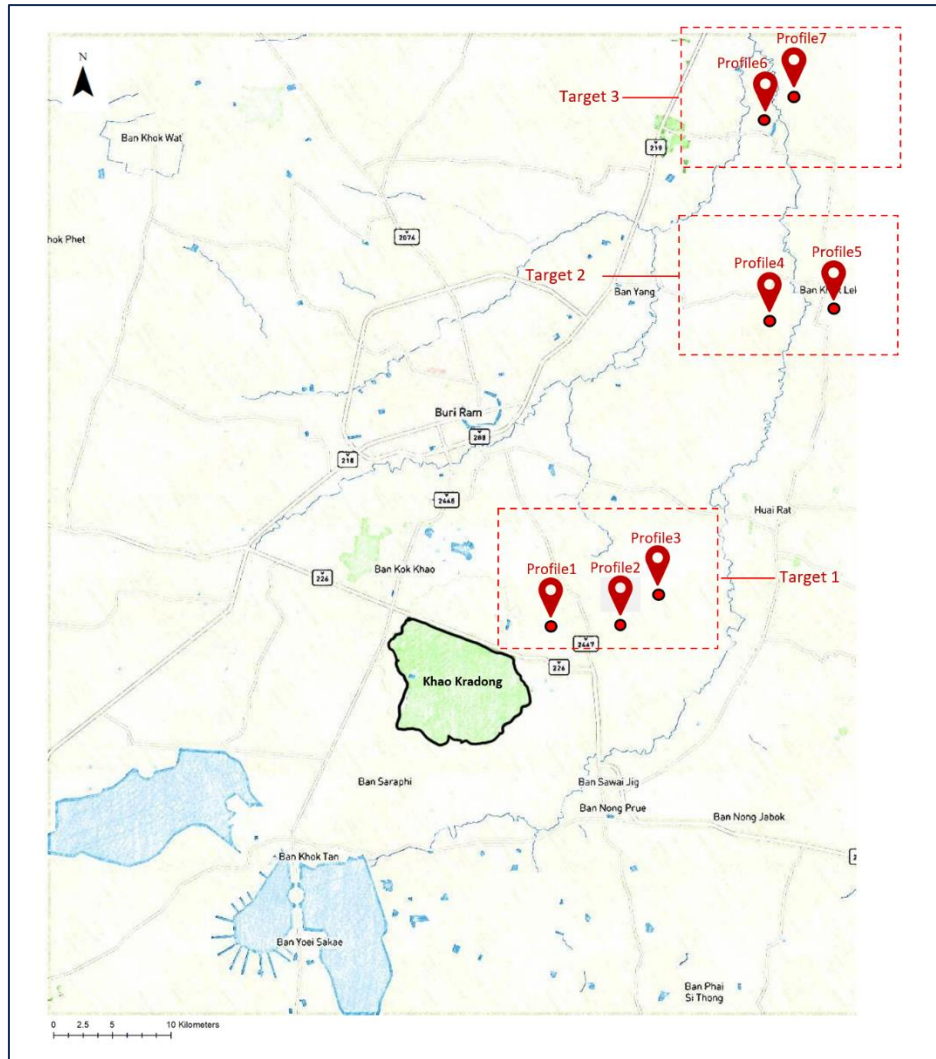 N
Profile7
Profile6
Target 3
Ban Khok Wat
219
hok Phet
2074
Target 2
Profile4
Profile5
Ban Yang
Buri Ram
288
218
2445
Huai Rat
Profile3
Ban Kok Khao
226
Profile1
Profile2
Target 1
2447
226
Khao Kradong
Ban Saraphi
Ban Sawai Jig
Ban Nong Prue
Ban Nong Jabok
Ban Khok Tan
Ban Yoei Sakae
Ban Phai
Si Thong
0 2.5 5 10 Kilometers